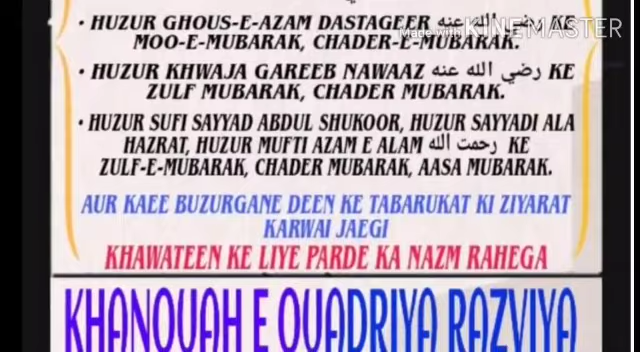 • HUZUR GHOUS-E-AZAM DASTAGEER رضي الله عنه KE
MOO-E-MUBARAK, CHADER-E-MUBARAK.
Made with KINEMASTER
• HUZUR KHWAJA GAREEB NAWAAZ رضي الله عنه KE
ZULF MUBARAK, CHADER MUBARAK.
• HUZUR SUFI SAYYAD ABDUL SHUKOOR, HUZUR SAYYADI ALA
HAZRAT, HUZUR MUFTI AZAM E ALAM رحمت الله KE
ZULF-E-MUBARAK, CHADER MUBARAK, AASA MUBARAK.
AUR KAEE BUZURGANE DEEN KE TABARUKAT KI ZIYARAT
KARWAI JAEGI
KHAWATEEN KE LIYE PARDE KA NAZM RAHEGA
KHANQUAH E QUADRIYA RAZVIYA